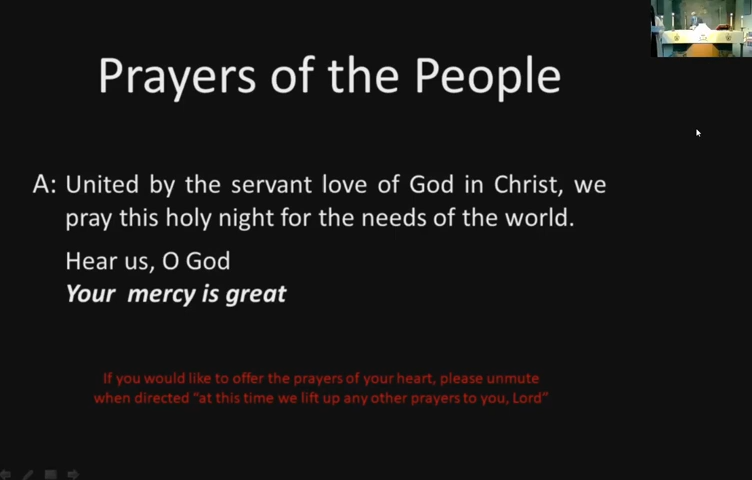 Prayers of the People
A: United by the servant love of God in Christ, we
pray this holy night for the needs of the world.
Hear us, O God
Your mercy is great
If you would like to offer the prayers of your heart, please unmute
when directed "at this time we lift up any other prayers to you, Lord"